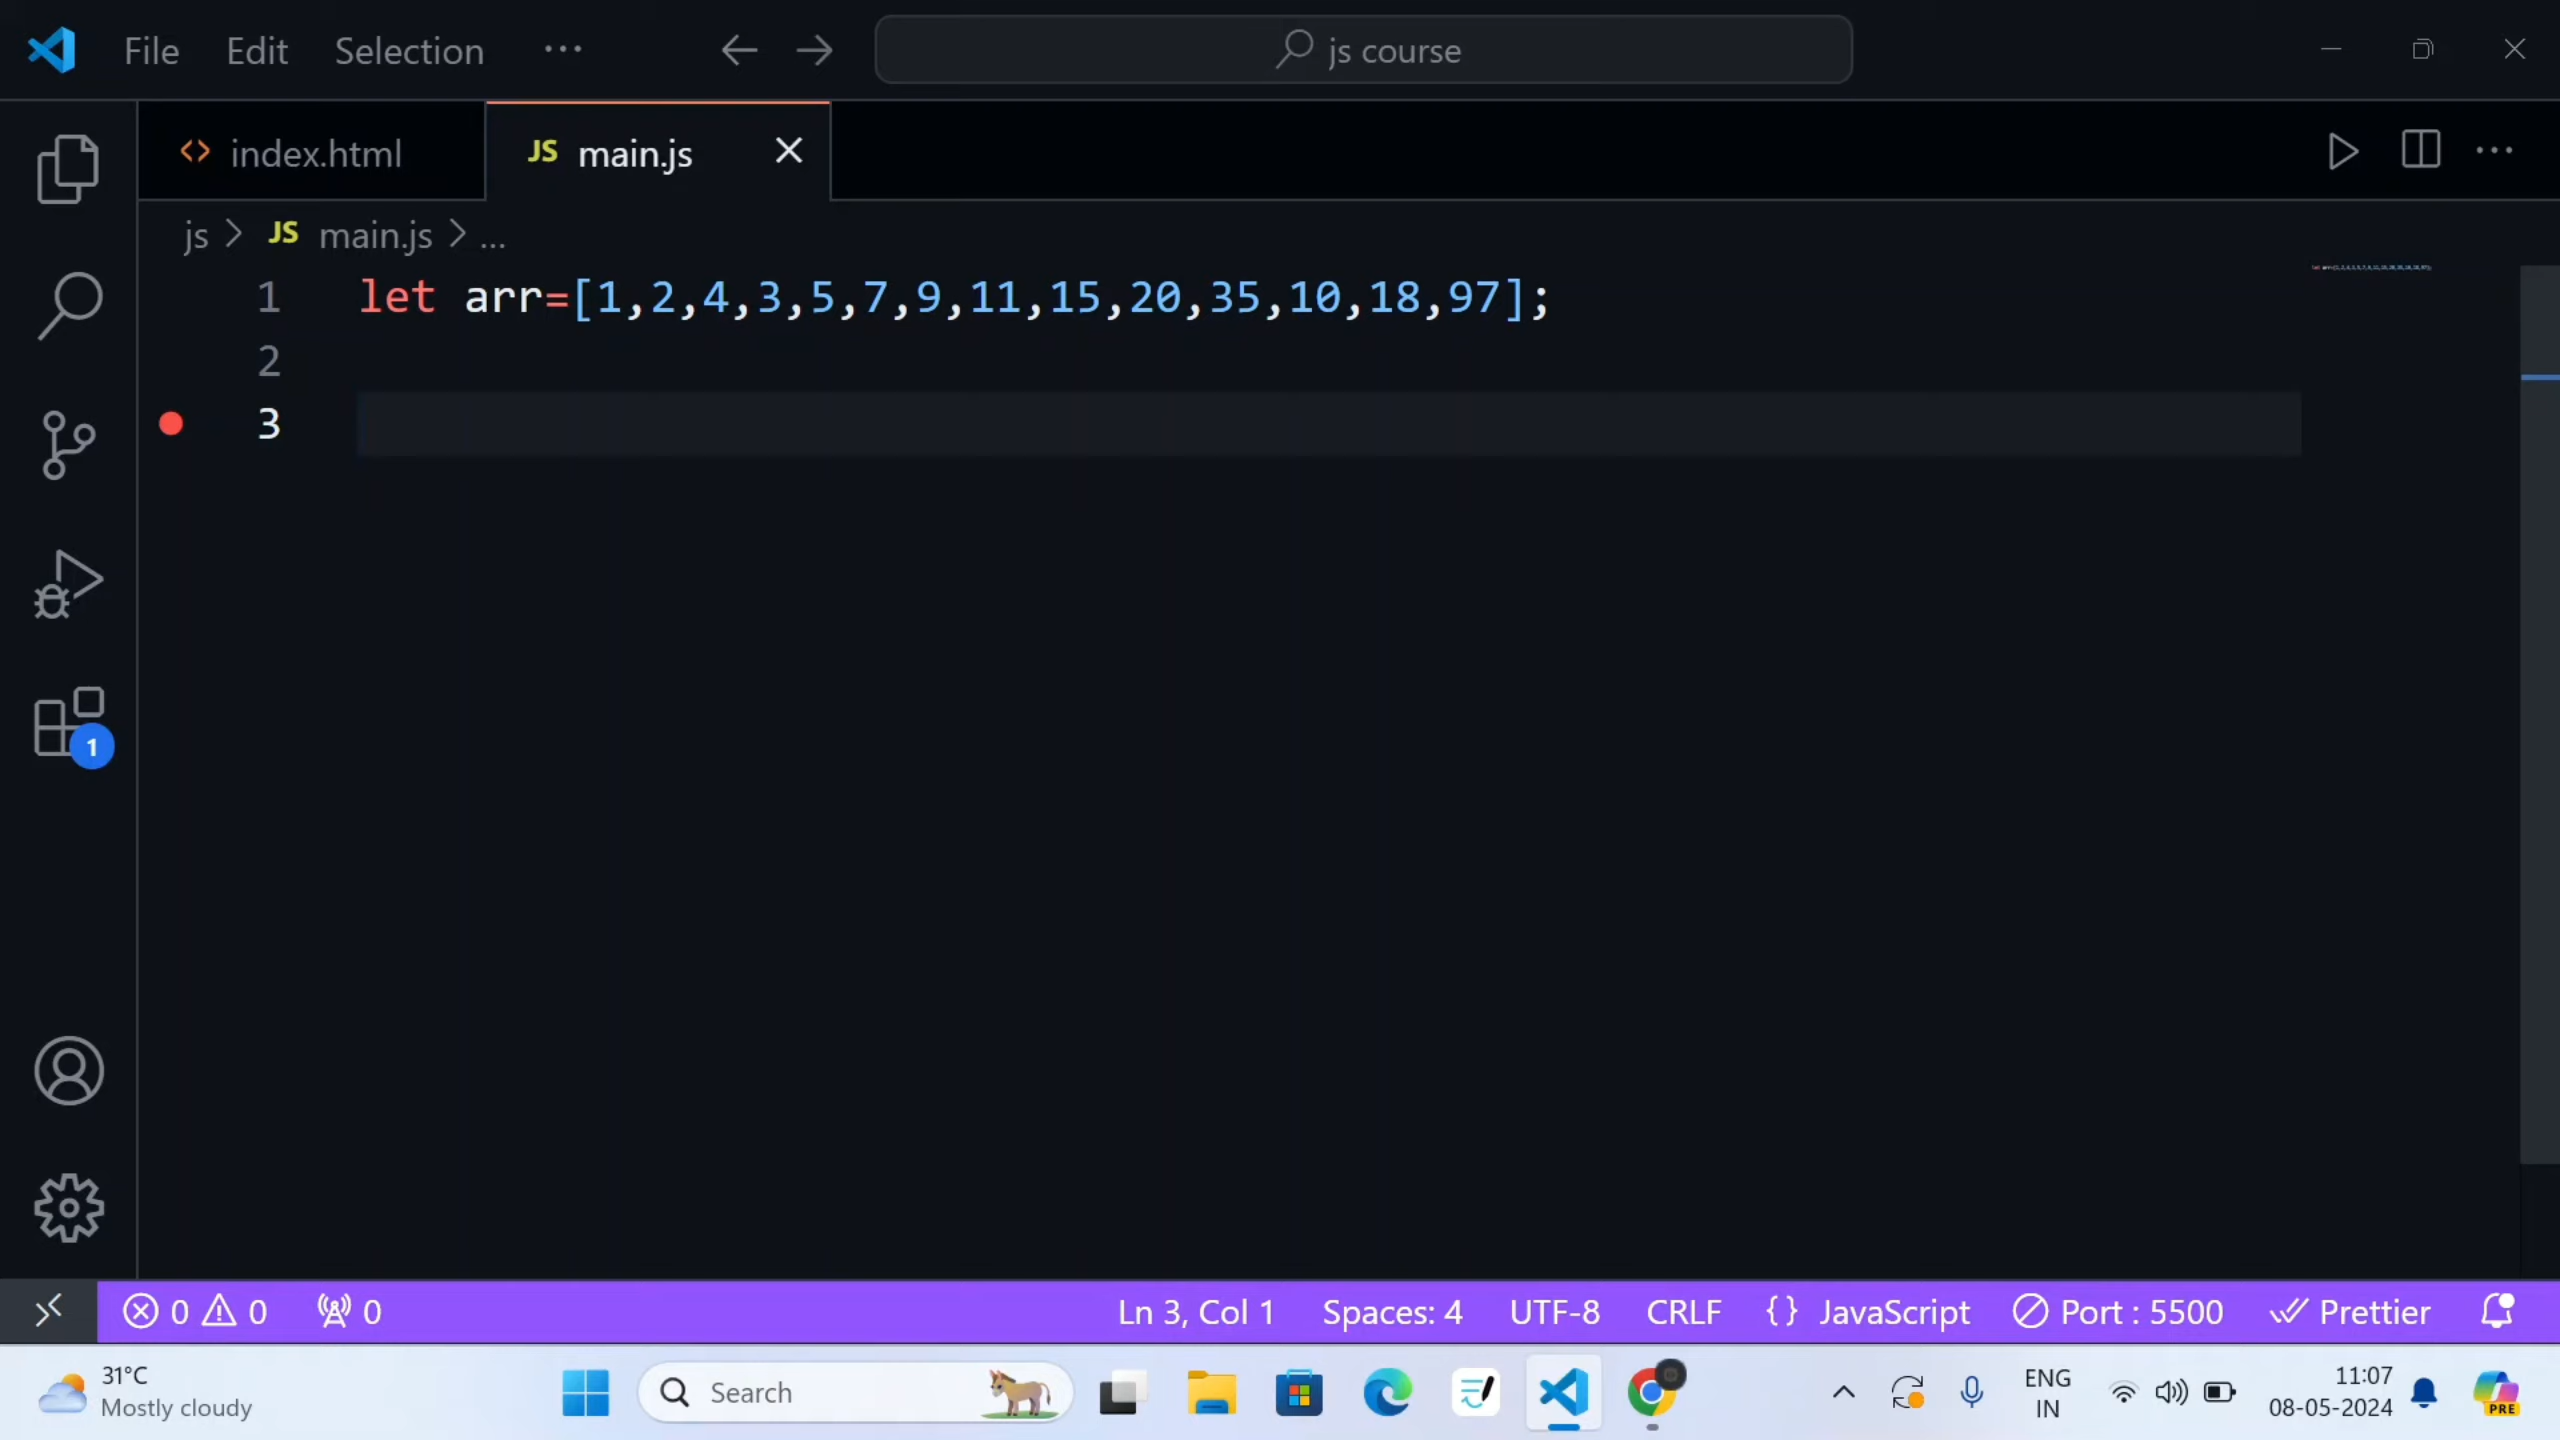 File Edit Selection ··· js course
index.html JS main.js
js > JS main.js > ...
1 let arr=[1,2,4,3,5,7,9,11,15,20,35,10,18,97];
2
3
1
0 0 0 Ln 3, Col 1 Spaces: 4 UTF-8 CRLF {} JavaScript Port : 5500 Prettier
31°C
Mostly cloudy
Search
ENG
IN
11:07
08-05-2024
PRE